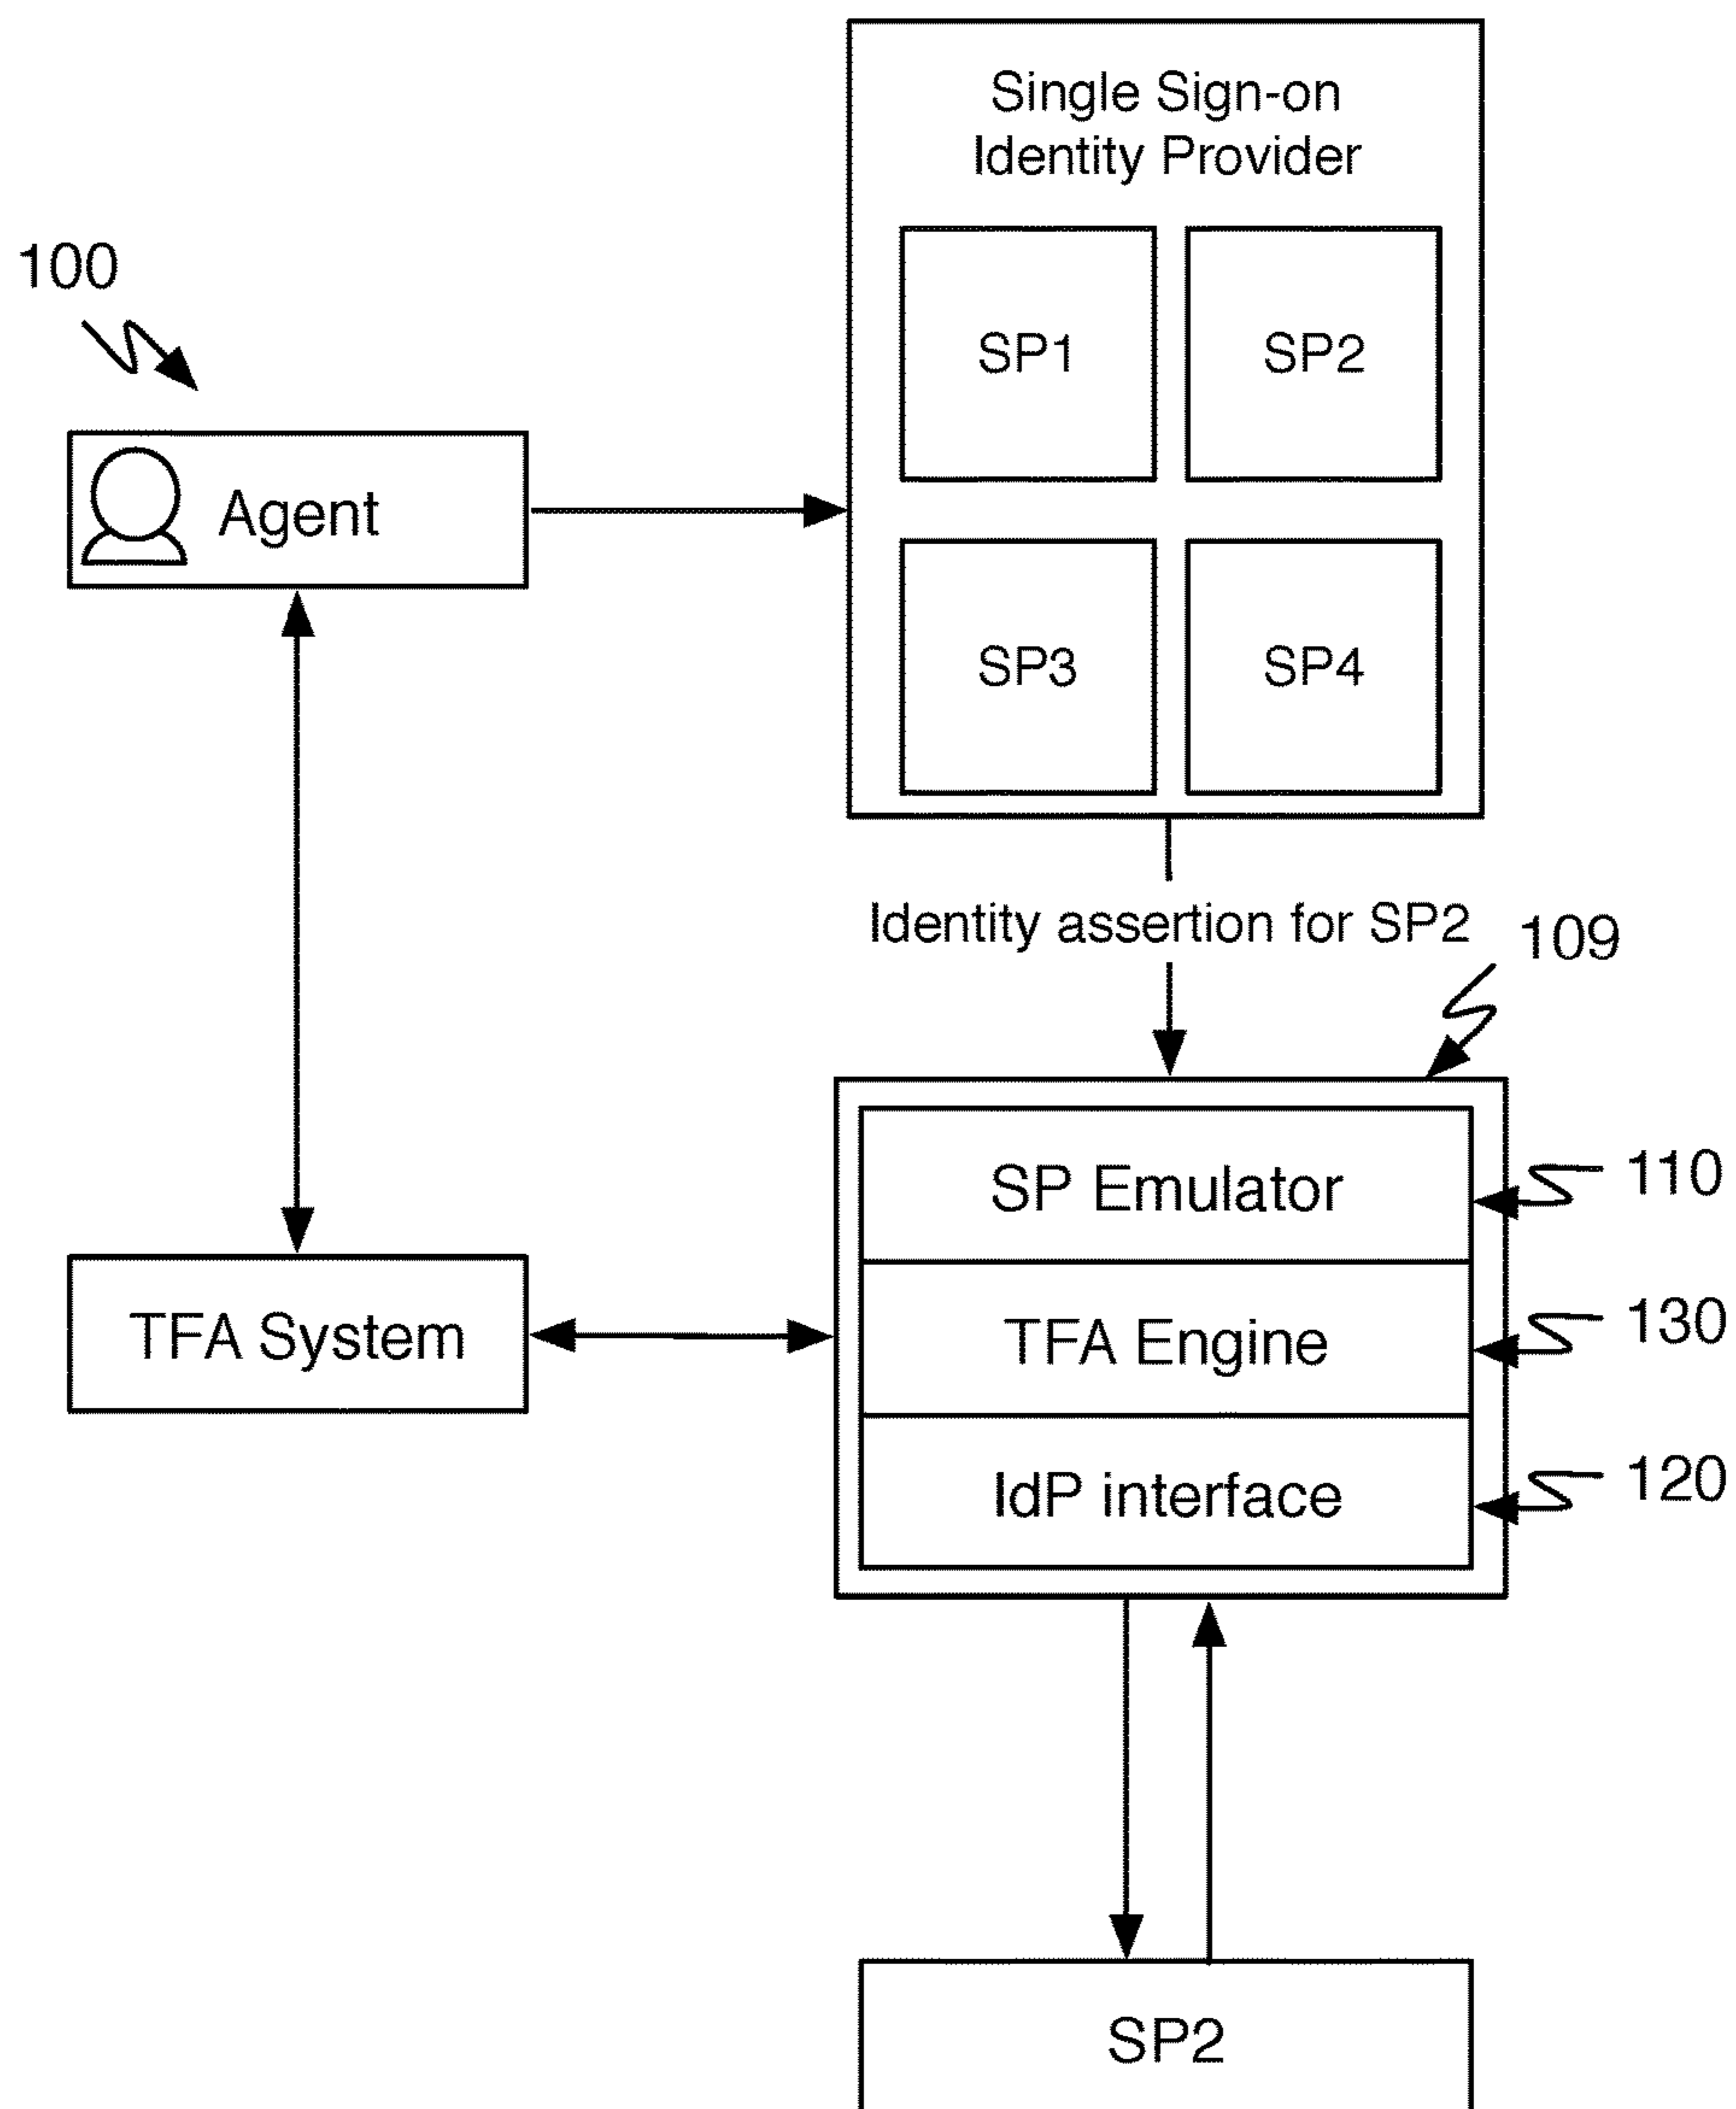 Single Sign-on
Identity Provider
100
SP1
SP2
Agent
SP3
SP4
Identity assertion for SP2
109
SP Emulator
110
TFA System
TFA Engine
130
IdP interface
120
SP2